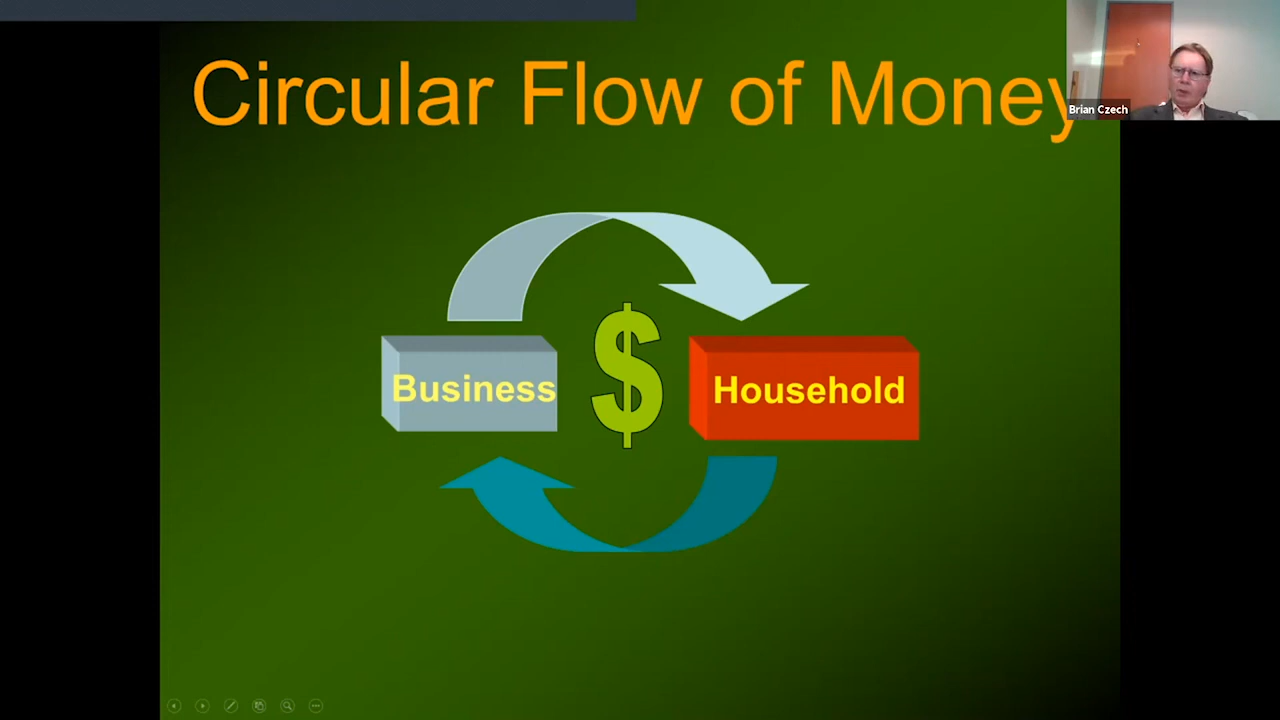 Circular Flow of Money
Brian Czech
Business
$
Household